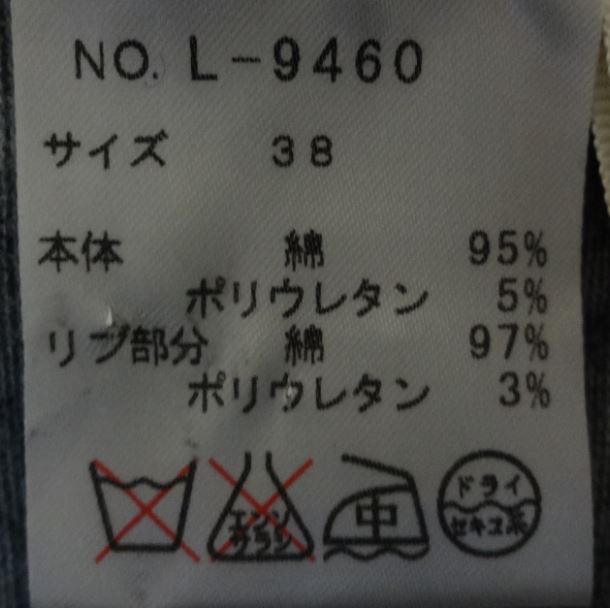 NO. L-9460
サイズ 38
本体 綿 95%
ポリウレタン 5%
リブ部分 綿 97%
ポリウレタン 3%
エンソ
サラシ
中
ドライ
セキユ系